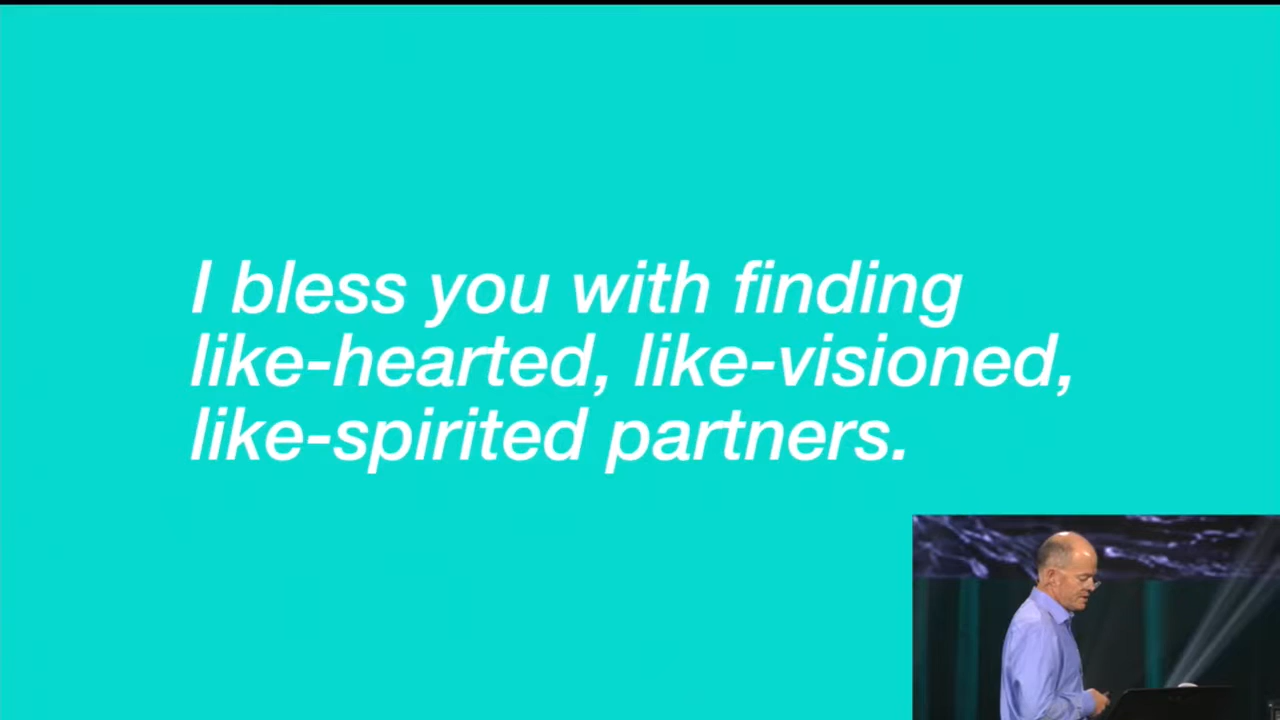 I bless you with finding
like-hearted, like-visioned,
like-spirited partners.